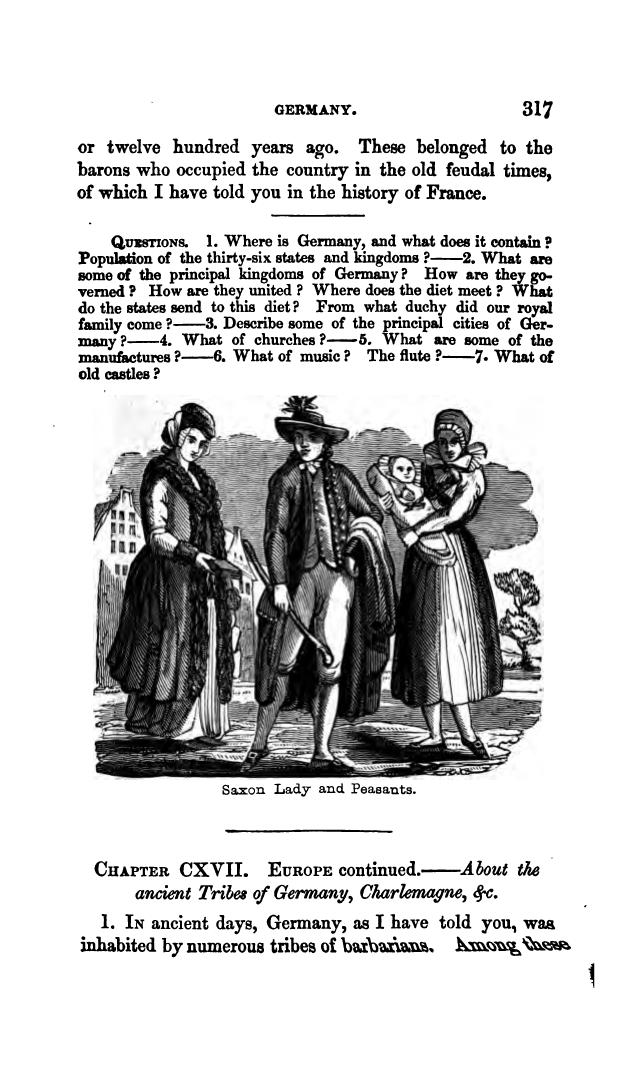 GERMANY. 317
or twelve hundred years ago. These belonged to the
barons who occupied the country in the old feudal times,
of which I have told you in the history of France.
QUESTIONS. 1. Where is Germany, and what does it contain?
Population of the thirty-six states and kingdoms?——2. What are
some of the principal kingdoms of Germany? How are they go-
verned? How are they united? Where does the diet meet? What
do the states send to this diet? From what duchy did our royal
family come?——3. Describe some of the principal cities of Ger-
many?——4. What of churches?——5. What are some of the
manufactures?——6. What of music? The flute?——7. What of
old castles?
Saxon Lady and Peasants.
CHAPTER CXVII. EUROPE continued.——About the
ancient Tribes of Germany, Charlemagne, &c.
1. IN ancient days, Germany, as I have told you, was
inhabited by numerous tribes of barbarians. Among these